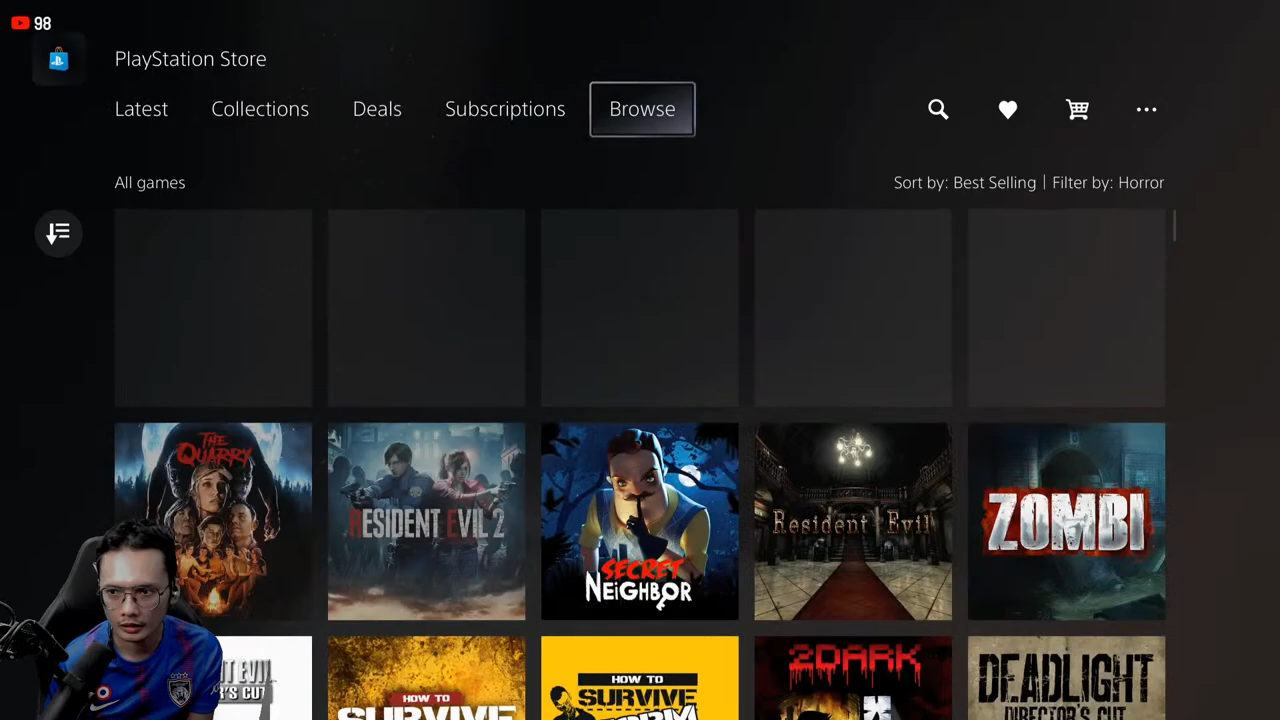 98
PlayStation Store
Latest
Collections
Deals
Subscriptions
Browse
All games
Sort by: Best Selling | Filter by: Horror
THE
QUARRY
RESIDENT EVIL 2
SECRET
NEiGHBOR
Resident Evil
ZOMBI
HOW TO
SURVIVE
HOW TO
SURVIVE
2DARK
DEADLIGHT
DIRECTOR'S CUT